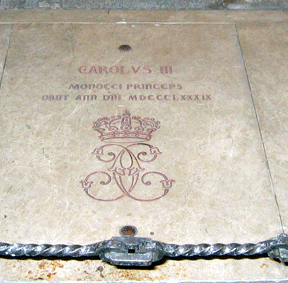 CAROLVS III
MONOECI PRINCEPS
OBIIT ANN DNI MDCCCLXXXIX